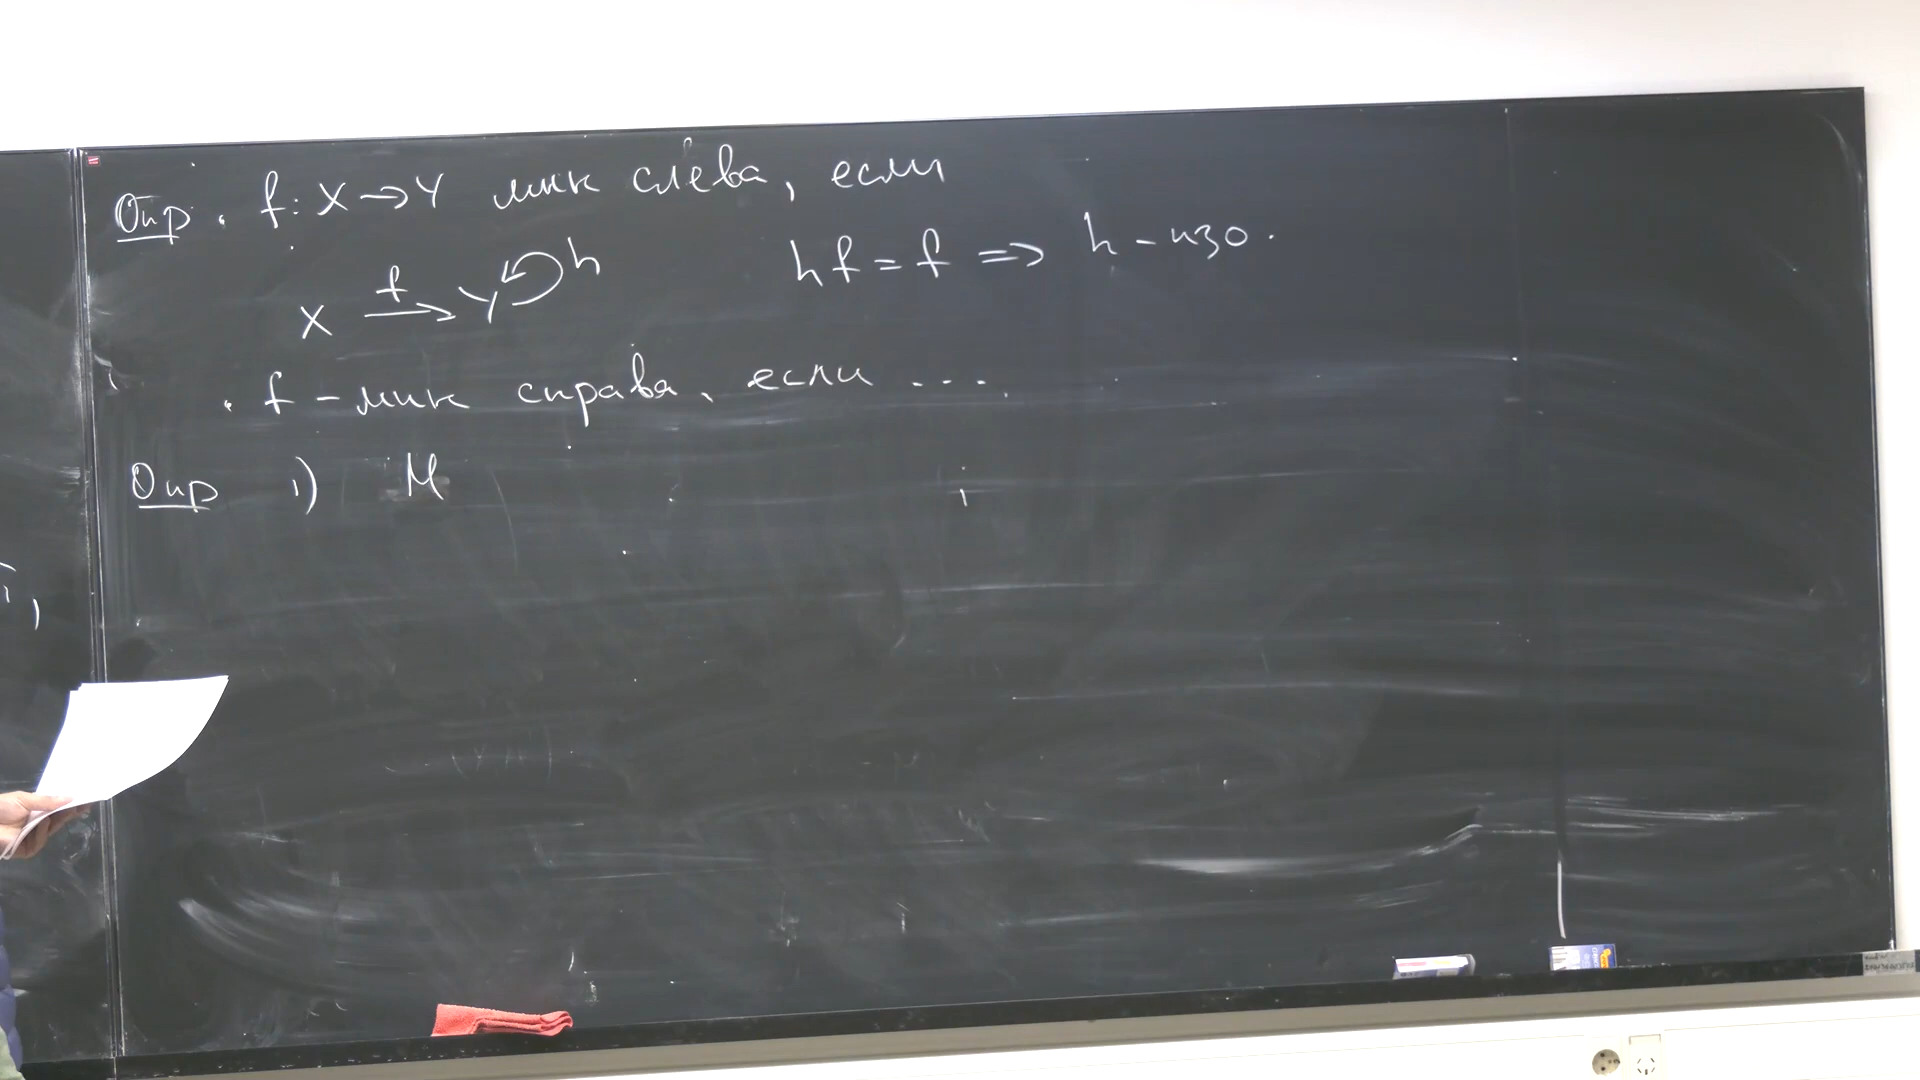 Опр. f: X → Y мин слева, если
X f→ Y h hf = f => h - изо.
. f - мин справа, если ....
Опр 1) M